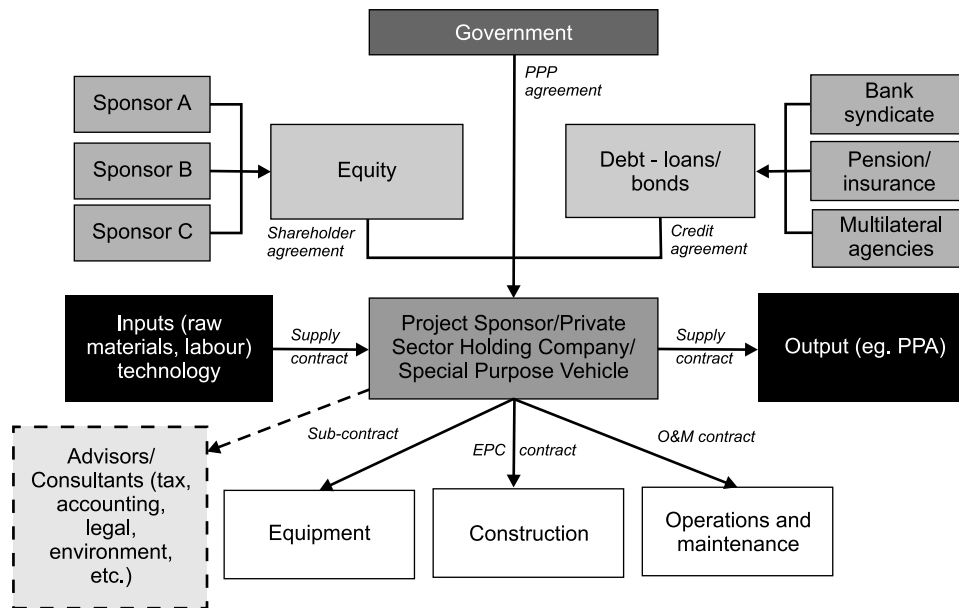 Government
PPP
agreement
Sponsor A
Sponsor B
Sponsor C
Equity
Debt - loans/
bonds
Bank
syndicate
Pension/
insurance
Multilateral
agencies
Shareholder
agreement
Credit
agreement
Inputs (raw
materials, labour)
technology
Supply
contract
Project Sponsor/Private
Sector Holding Company/
Special Purpose Vehicle
Supply
contract
Output (eg. PPA)
Sub-contract
EPC contract
O&M contract
Advisors/
Consultants (tax,
accounting,
legal,
environment,
etc.)
Equipment
Construction
Operations and
maintenance